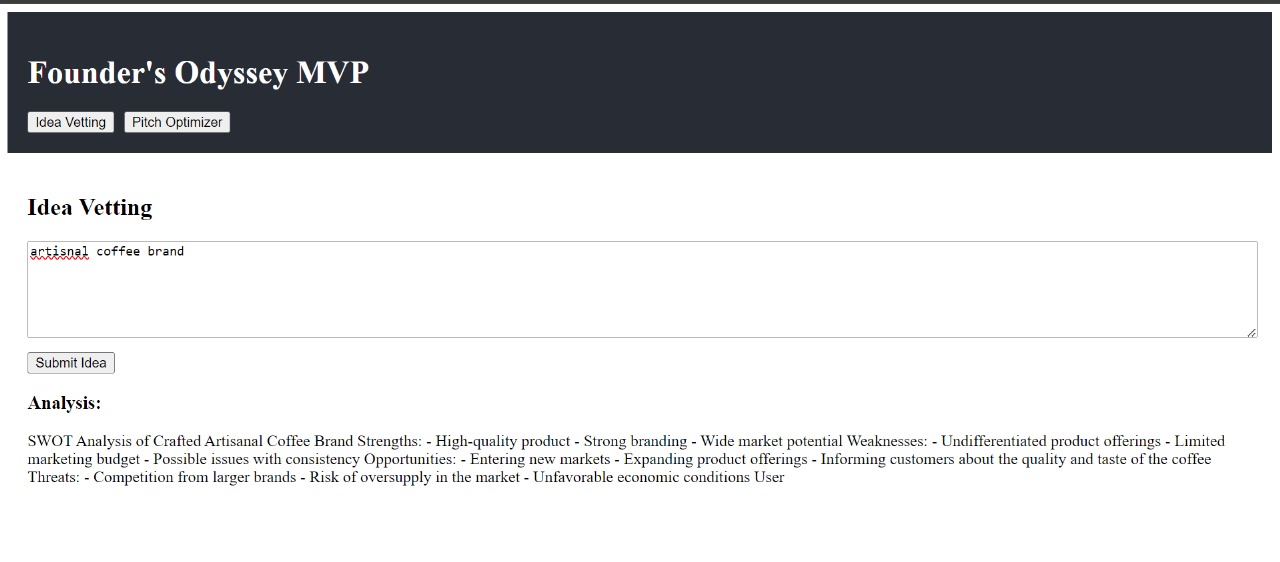 Founder's Odyssey MVP
Idea Vetting Pitch Optimizer
Idea Vetting
artisnal coffee brand
Submit Idea
Analysis:
SWOT Analysis of Crafted Artisanal Coffee Brand Strengths: - High-quality product - Strong branding - Wide market potential Weaknesses: - Undifferentiated product offerings - Limited
marketing budget - Possible issues with consistency Opportunities: - Entering new markets - Expanding product offerings - Informing customers about the quality and taste of the coffee
Threats: - Competition from larger brands - Risk of oversupply in the market - Unfavorable economic conditions User